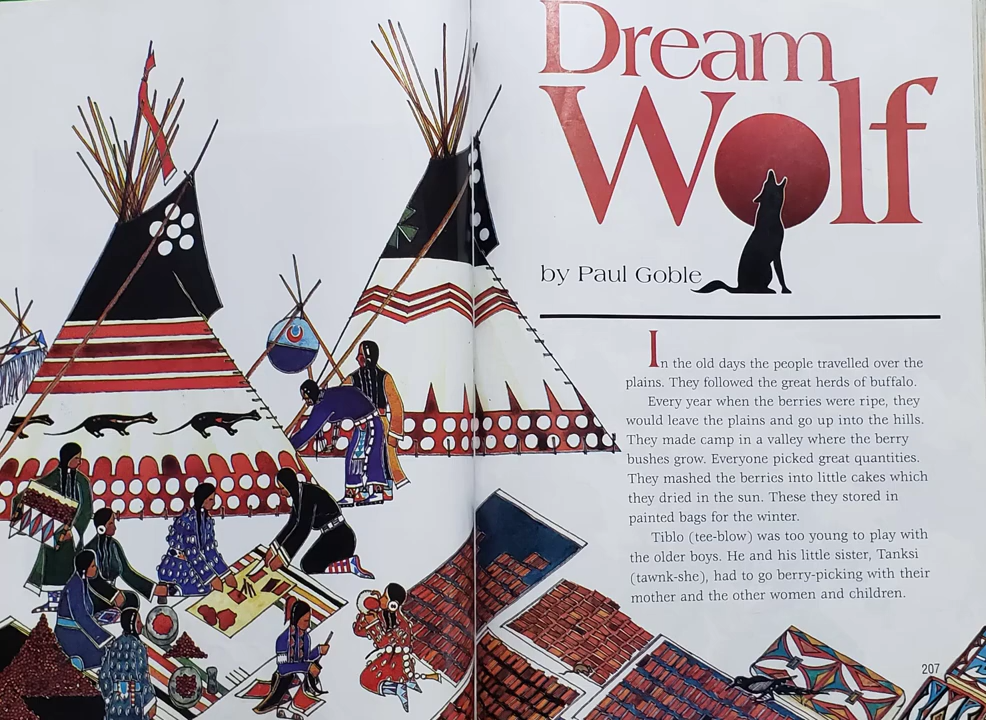 Dream
Wolf
by Paul Goble
In the old days the people travelled over the
plains. They followed the great herds of buffalo.
Every year when the berries were ripe, they
would leave the plains and go up into the hills.
They made camp in a valley where the berry
bushes grow. Everyone picked great quantities.
They mashed the berries into little cakes which
they dried in the sun. These they stored in
painted bags for the winter.
Tiblo (tee-blow) was too young to play with
the older boys. He and his little sister, Tanksi
(tawnk-she), had to go berry-picking with their
mother and the other women and children.
207